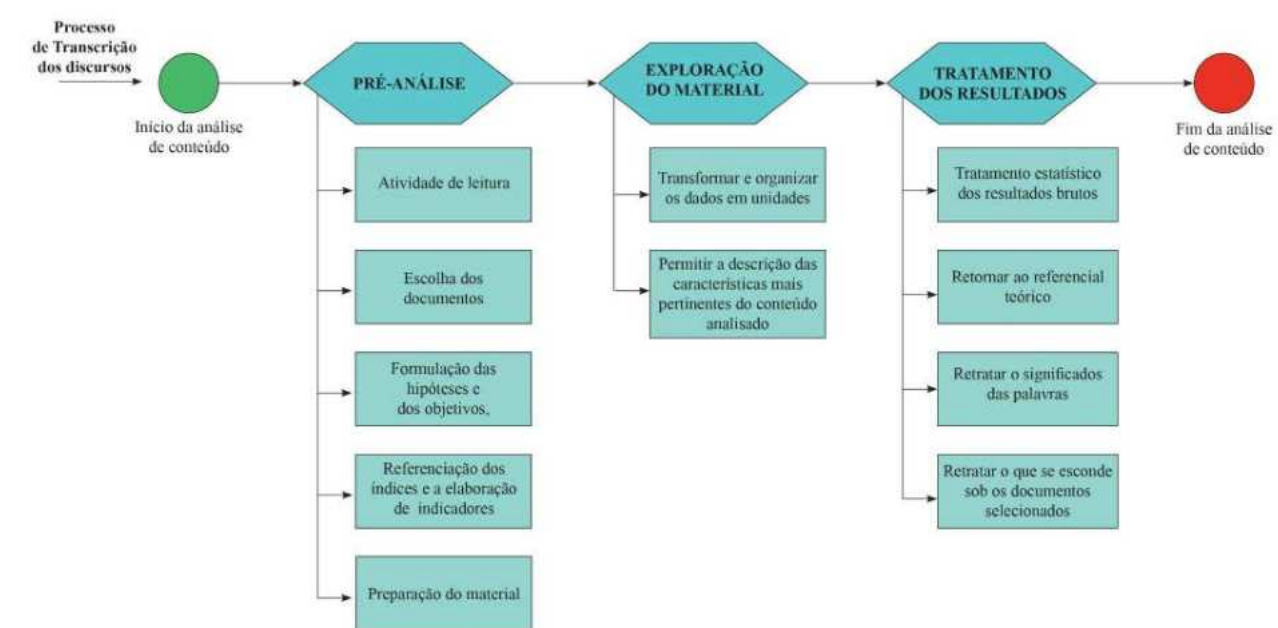 Processo
de Transcrição
dos discursos
Início da análise
de conteúdo
PRÉ-ANÁLISE
EXPLORAÇÃO
DO MATERIAL
TRATAMENTO
DOS RESULTADOS
Fim da análise
de conteúdo
Atividade de leitura
Escolha dos
documentos
Formulação das
hipóteses e
dos objetivos,
Referenciação dos
índices e a elaboração
de indicadores
Preparação do material
Transformar e organizar
os dados em unidades
Permitir a descrição das
características mais
pertinentes do conteúdo
analisado
Tratamento estatístico
dos resultados brutos
Retornar ao referencial
teórico
Retratar o significados
das palavras
Retratar o que se esconde
sob os documentos
selecionados